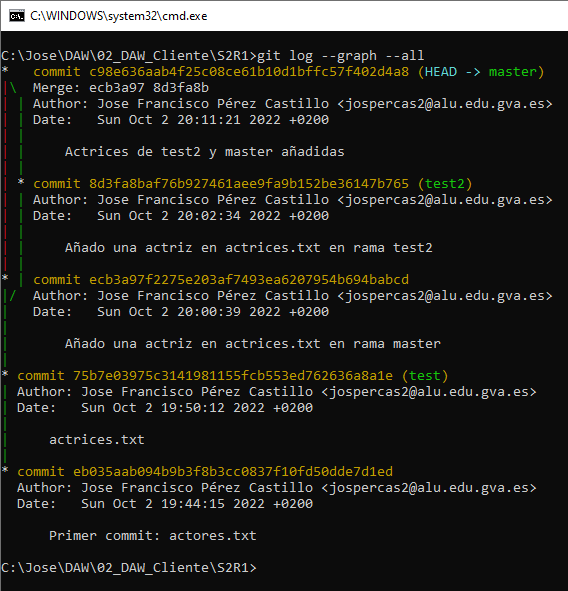 C:\WINDOWS\system32\cmd.exe
C:\Jose\DAW\02_DAW_Cliente\S2R1>git log --graph --all
*   commit c98e636aab4f25c08ce61b10d1bffc57f402d4a8 (HEAD -> master)
|\  Merge: ecb3a97 8d3fa8b
| | Author: Jose Francisco Pérez Castillo <jospercas2@alu.edu.gva.es>
| | Date:   Sun Oct 2 20:11:21 2022 +0200
| |
| |     Actrices de test2 y master añadidas
| |
| * commit 8d3fa8baf76b927461aee9fa9b152be36147b765 (test2)
| | Author: Jose Francisco Pérez Castillo <jospercas2@alu.edu.gva.es>
| | Date:   Sun Oct 2 20:02:34 2022 +0200
| |
| |     Añado una actriz en actrices.txt en rama test2
| |
* | commit ecb3a97f2275e203af7493ea6207954b694babcd
|/  Author: Jose Francisco Pérez Castillo <jospercas2@alu.edu.gva.es>
|   Date:   Sun Oct 2 20:00:39 2022 +0200
|
|       Añado una actriz en actrices.txt en rama master
|
* commit 75b7e03975c3141981155fcb553ed762636a8a1e (test)
| Author: Jose Francisco Pérez Castillo <jospercas2@alu.edu.gva.es>
| Date:   Sun Oct 2 19:50:12 2022 +0200
|
|     actrices.txt
|
* commit eb035aab094b9b3f8b3cc0837f10fd50dde7d1ed
  Author: Jose Francisco Pérez Castillo <jospercas2@alu.edu.gva.es>
  Date:   Sun Oct 2 19:44:15 2022 +0200

      Primer commit: actores.txt

C:\Jose\DAW\02_DAW_Cliente\S2R1>